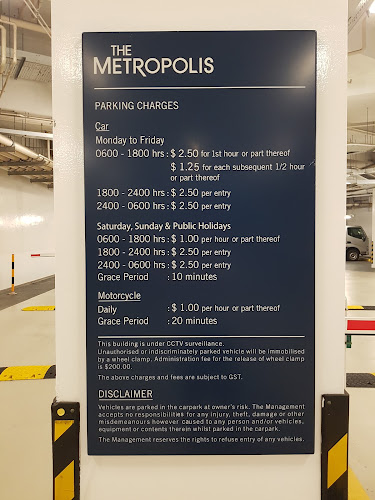 THE
METROPOLIS
PARKING CHARGES
Car
Monday to Friday
0600 - 1800 hrs : $ 2.50 for 1st hour or part thereof
$ 1.25 for each subsequent 1/2 hour
or part thereof
1800 - 2400 hrs : $ 2.50 per entry
2400 - 0600 hrs : $ 2.50 per entry
Saturday, Sunday & Public Holidays
0600 - 1800 hrs : $ 1.00 per hour or part thereof
1800 - 2400 hrs : $ 2.50 per entry
2400 - 0600 hrs : $ 2.50 per entry
Grace Period : 10 minutes
Motorcycle
Daily : $ 1.00 per hour or part thereof
Grace Period : 20 minutes
This building is under CCTV surveillance.
Unauthorised or indiscriminately parked vehicle will be immobilised
by a wheel clamp. Administration fee for the release of wheel clamp
is $200.00.
The above charges and fees are subject to GST.
DISCLAIMER
Vehicles are parked in the carpark at owner's risk. The Management
accepts no responsibilities for any injury, theft, damage or other
misdemeanours however caused to any person and/or vehicles,
equipment or contents therein whilst parked in the carpark.
The Management reserves the rights to refuse entry of any vehicles.